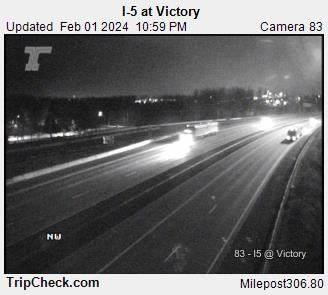 I-5 at Victory
Updated Feb 01 2024 10:59 PM Camera 83
T
NW
83 - I5 @ Victory
TripCheck.com Milepost306.80